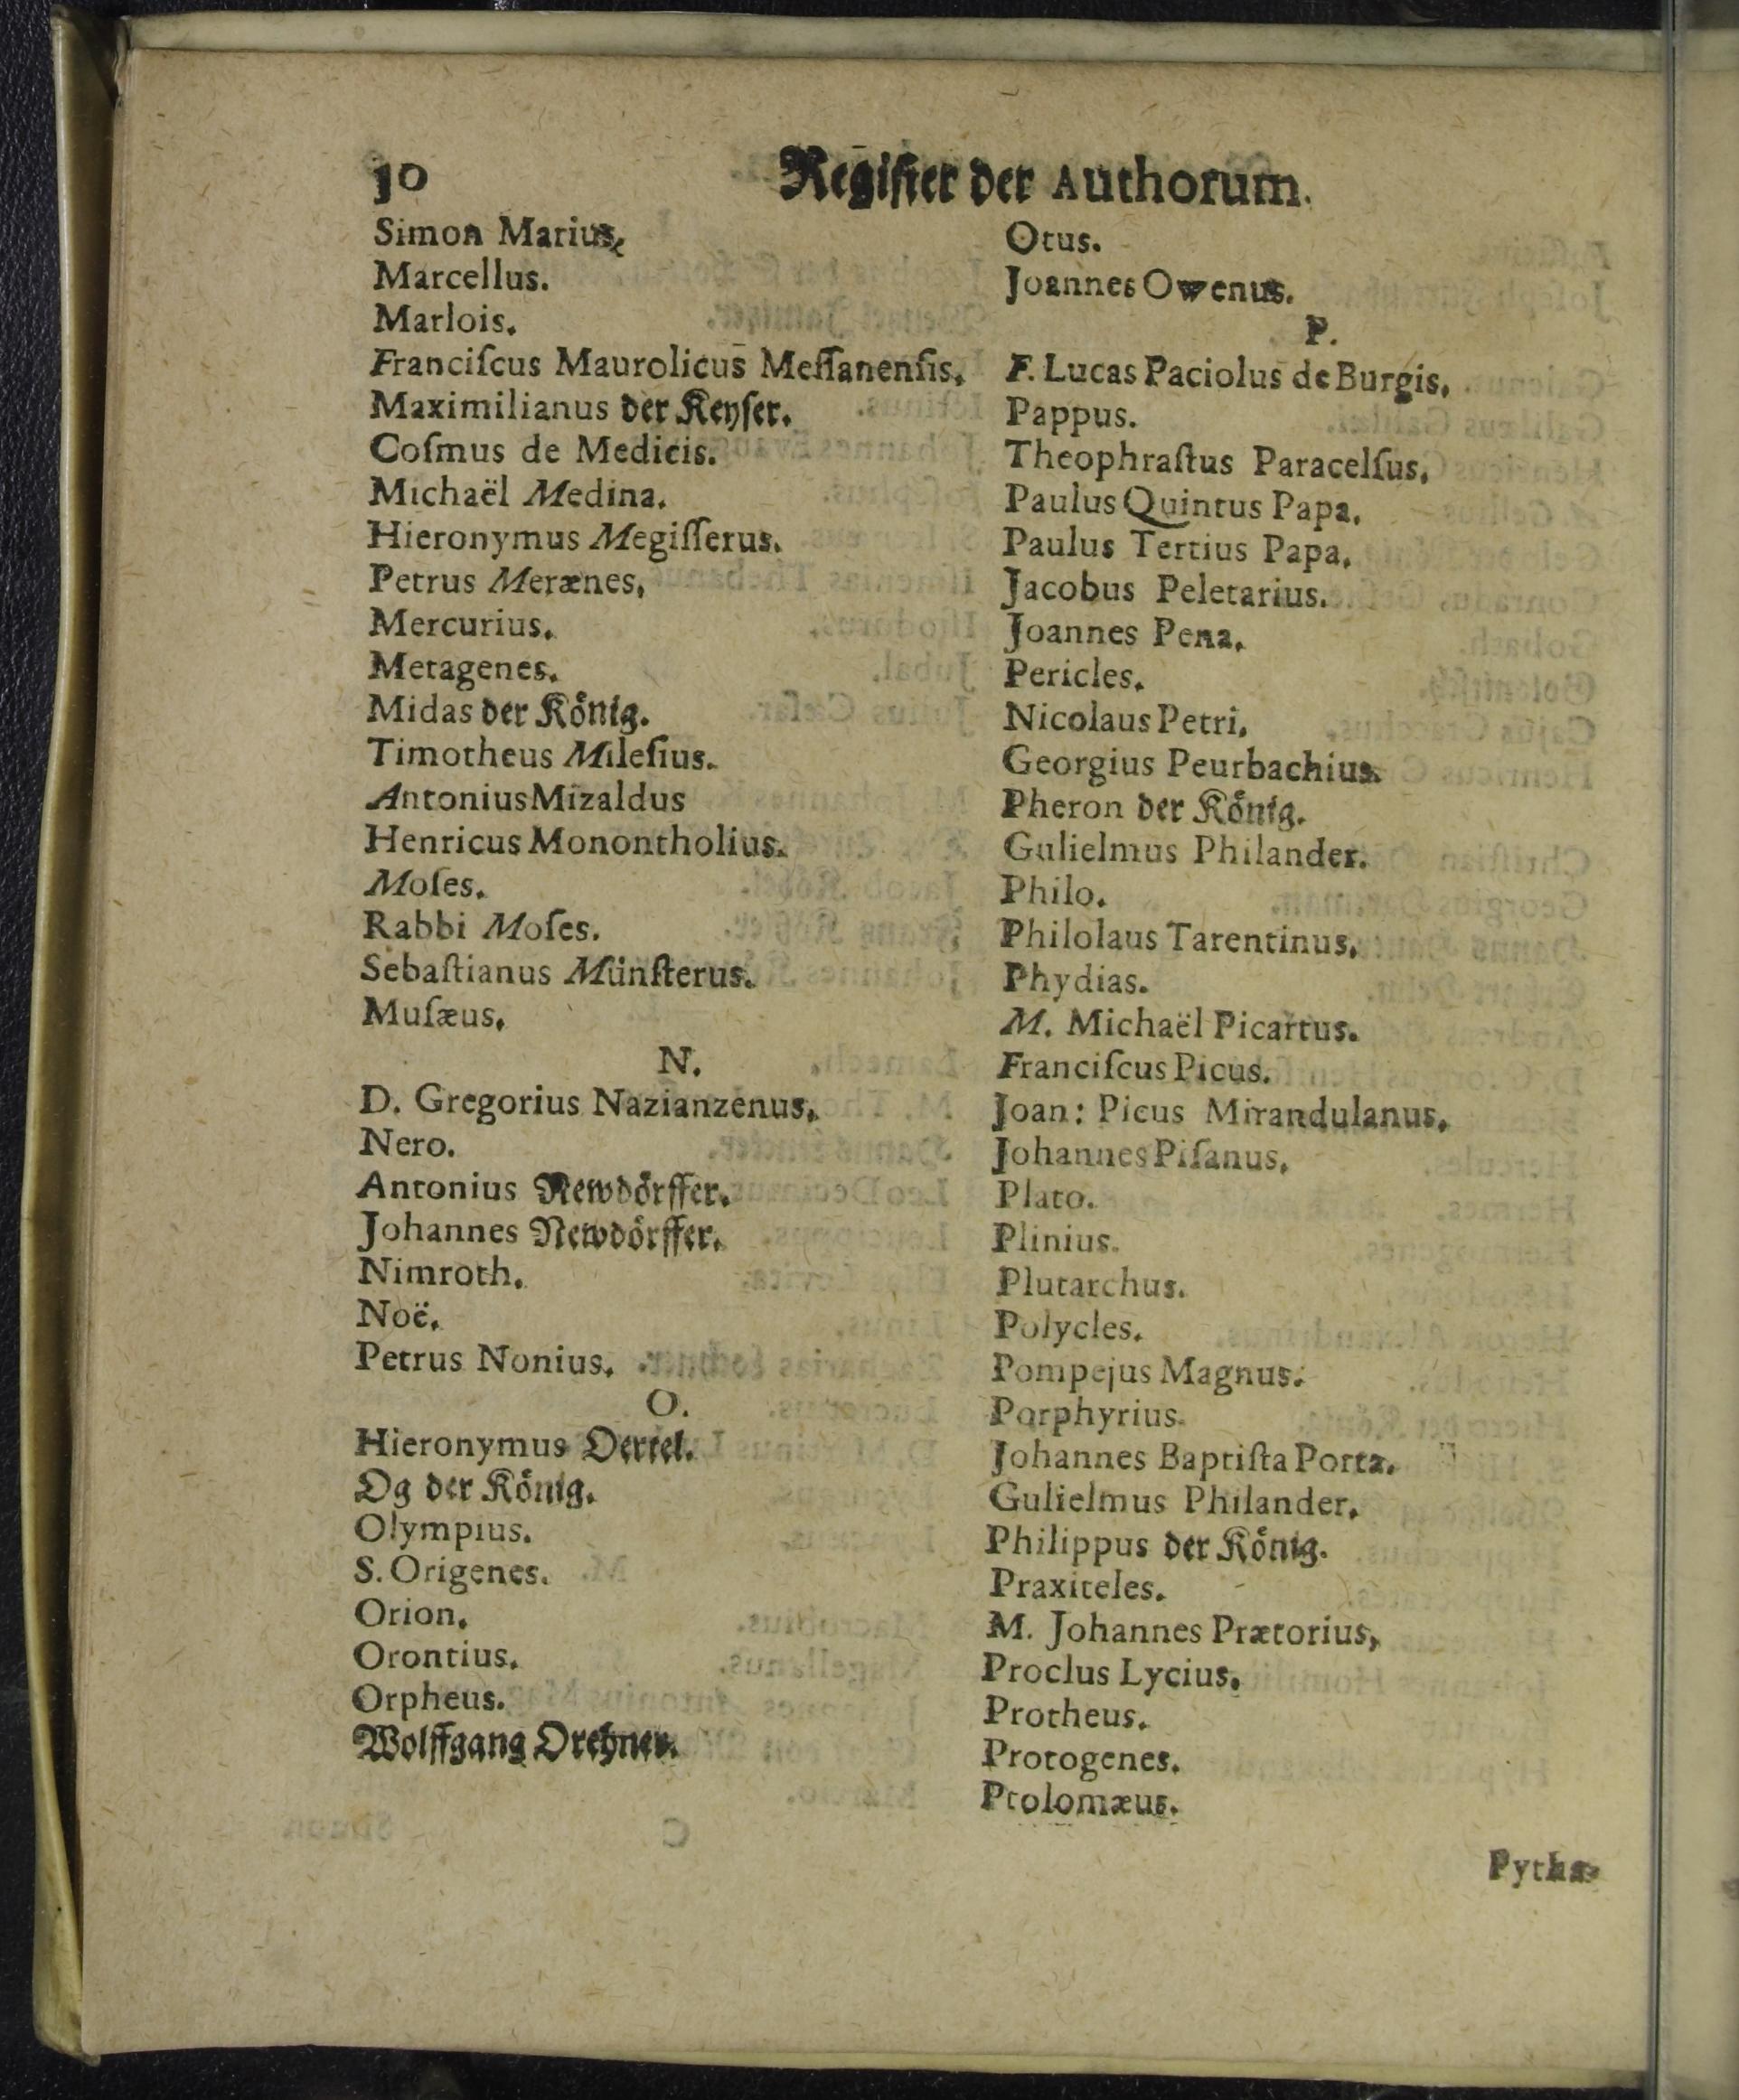 10 Register der Authorum.
Simon Marius.
Marcellus.
Marlois.
Franciſcus Maurolicus Meſſanenſis.
Maximilianus der Keyſer.
Coſmus de Medicis.
Michaël Medina.
Hieronymus Megiſſerus.
Petrus Merænes,
Mercurius.
Metagenes.
Midas der König.
Timotheus Mileſius.
Antonius Mizaldus
Henricus Monontholius.
Moſes.
Rabbi Moſes.
Sebaſtianus Münſterus.
Muſæus,
N.
D. Gregorius Nazianzenus,
Nero.
Antonius Newdörffer.
Johannes Newdörffer.
Nimroth.
Noë.
Petrus Nonius.
O.
Hieronymus Oertel.
Og der König.
Olympius.
S. Origenes.
Orion.
Orontius.
Orpheus.
Wolffgang
Otus.
Joannes Owenus.
P.
F. Lucas Paciolus de Burgis,
Pappus.
Theophraſtus Paracelſus,
Paulus Quintus Papa,
Paulus Tertius Papa,
Jacobus Peletarius.
Joannes Pena.
Pericles.
Nicolaus Petri,
Georgius Peurbachius.
Pheron der König.
Gulielmus Philander.
Philo.
Philolaus Tarentinus,
Phydias.
M. Michaël Picartus.
Franciſcus Picus.
Joan: Picus Mirandulanus,
Johannes Piſanus,
Plato.
Plinius.
Plutarchus.
Polycles.
Pompejus Magnus.
Porphyrius.
Johannes Baptiſta Porta.
Gulielmus Philander.
Philippus der König.
Praxiteles.
M. Johannes Prætorius,
Proclus Lycius.
Protheus.
Protogenes.
Ptolomæus.
Pytha-